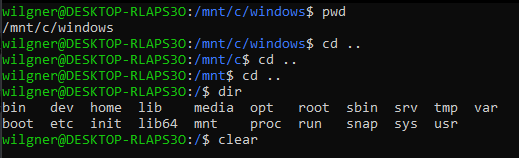 wilgner@DESKTOP-RLAPS3O:/mnt/c/windows$ pwd
/mnt/c/windows
wilgner@DESKTOP-RLAPS3O:/mnt/c/windows$ cd ..
wilgner@DESKTOP-RLAPS3O:/mnt/c$ cd ..
wilgner@DESKTOP-RLAPS3O:/mnt$ cd ..
wilgner@DESKTOP-RLAPS3O:/$ dir
bin   dev  home  lib    media  opt   root  sbin  srv  tmp  var
boot  etc  init  lib64  mnt    proc  run   snap  sys  usr
wilgner@DESKTOP-RLAPS3O:/$ clear